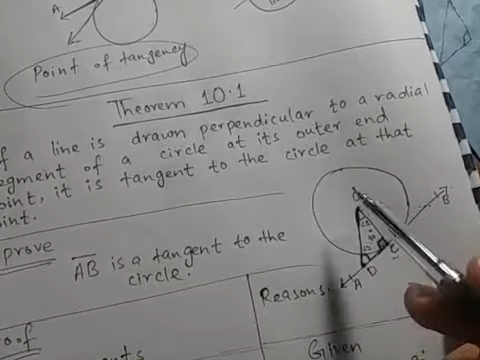 A
Point of tangency
Theorem 10.1
If a line is drawn perpendicular to a radial
segment of a circle at its outer end
point, it is tangent to the circle at that
point.
prove
AB is a tangent to the
circle.
B
C
D
A
Proof
Reasons.
Given